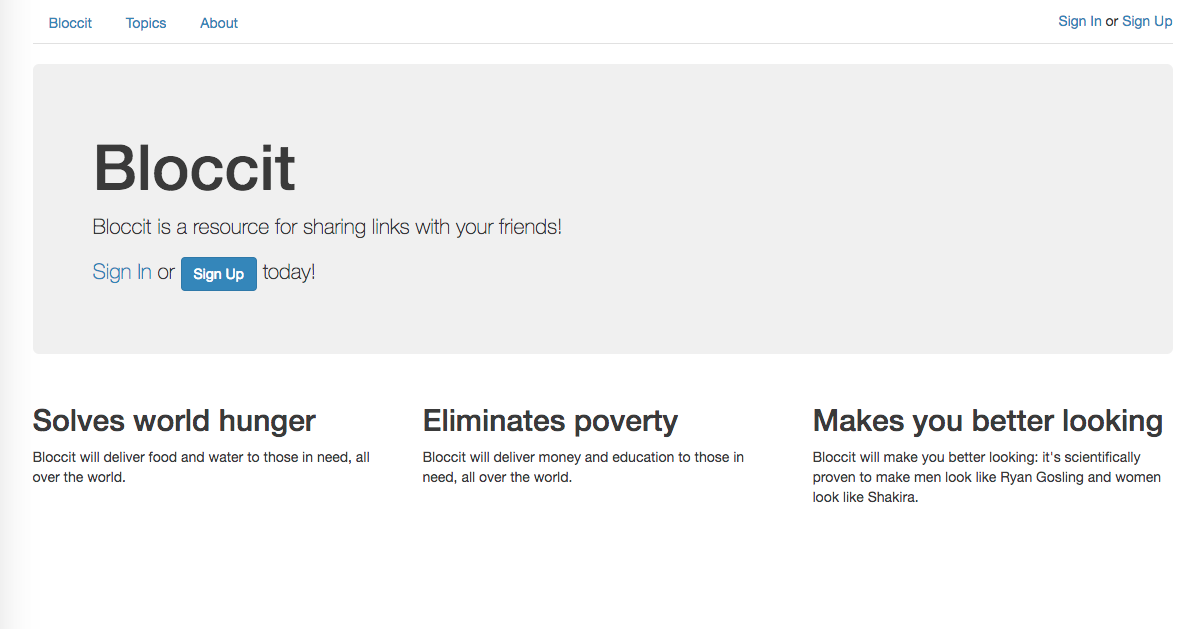 Bloccit Topics About Sign In or Sign Up
Bloccit
Bloccit is a resource for sharing links with your friends!
Sign In or Sign Up today!
Solves world hunger
Bloccit will deliver food and water to those in need, all
over the world.
Eliminates poverty
Bloccit will deliver money and education to those in
need, all over the world.
Makes you better looking
Bloccit will make you better looking: it's scientifically
proven to make men look like Ryan Gosling and women
look like Shakira.